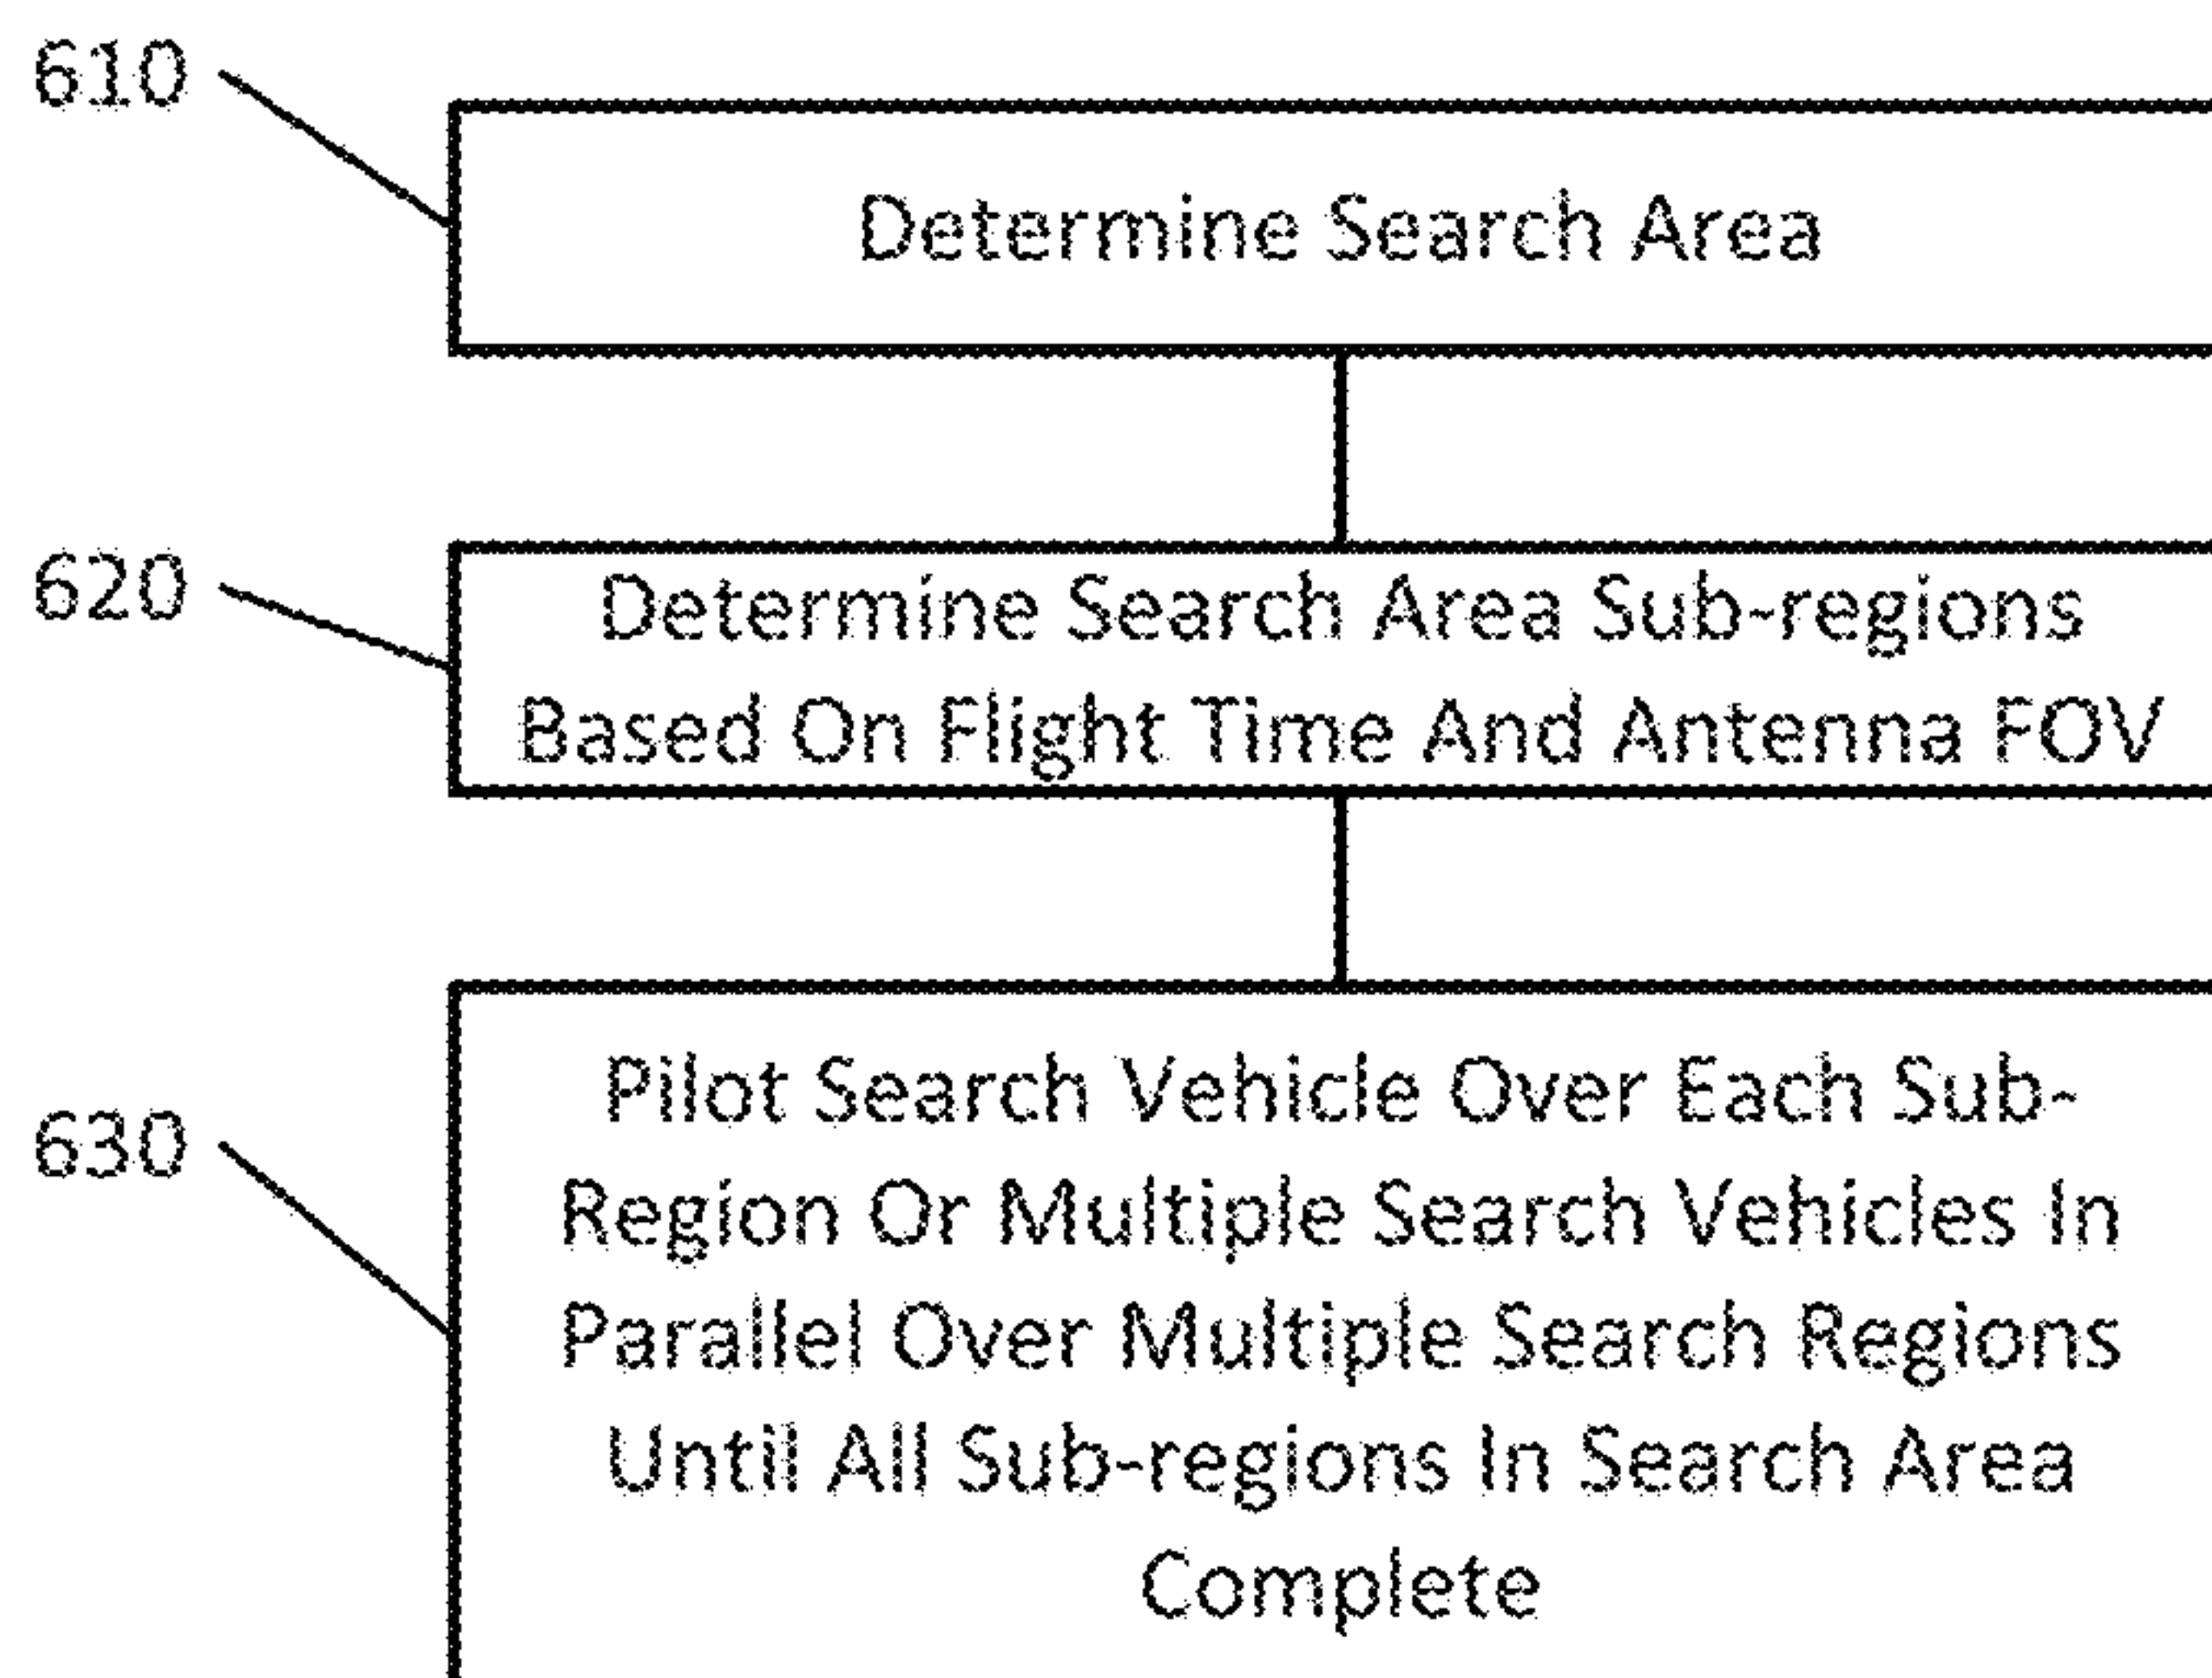 610
Determine Search Area
620
Determine Search Area Sub-regions
Based On Flight Time And Antenna FOV
630
Pilot Search Vehicle Over Each Sub-
Region Or Multiple Search Vehicles In
Parallel Over Multiple Search Regions
Until All Sub-regions In Search Area
Complete